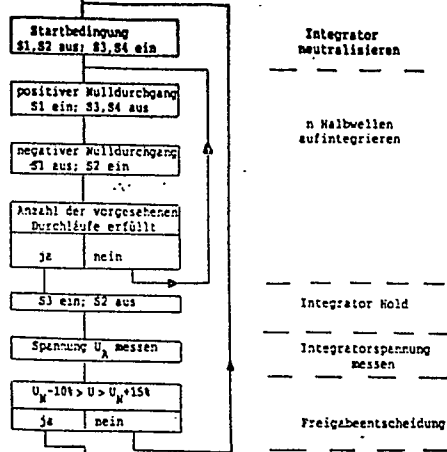 Startbedingung
S1,S2 aus; S3,S4 ein
Integrator
neutralisieren
positiver Nulldurchgang
S1 ein; S3,S4 aus
n Halbwellen
aufintegrieren
negativer Nulldurchgang
S1 aus; S2 ein
Anzahl der vorgesehenen
Durchläufe erfüllt
ja
nein
S3 ein; S2 aus
Integrator Hold
Spannung U_A messen
Integratorspannung
messen
U_N-10% > U > U_N+15%
ja
nein
Freigabeentscheidung